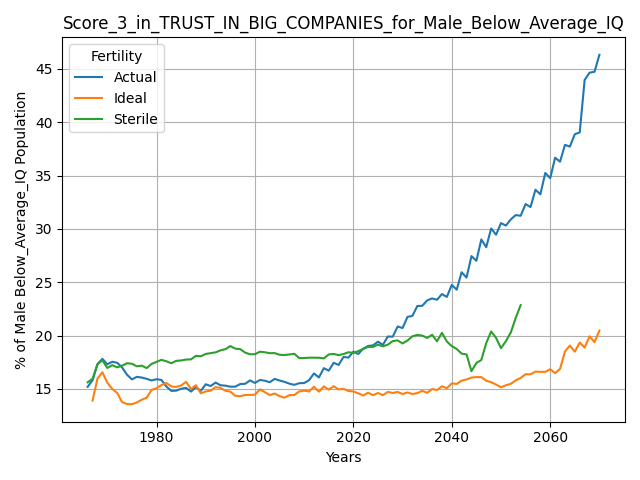 Score_3_in_TRUST_IN_BIG_COMPANIES_for_Male_Below_Average_IQ
Fertility
Actual
Ideal
Sterile
% of Male Below_Average_IQ Population
45
40
35
30
25
20
15
1980
2000
2020
2040
2060
Years